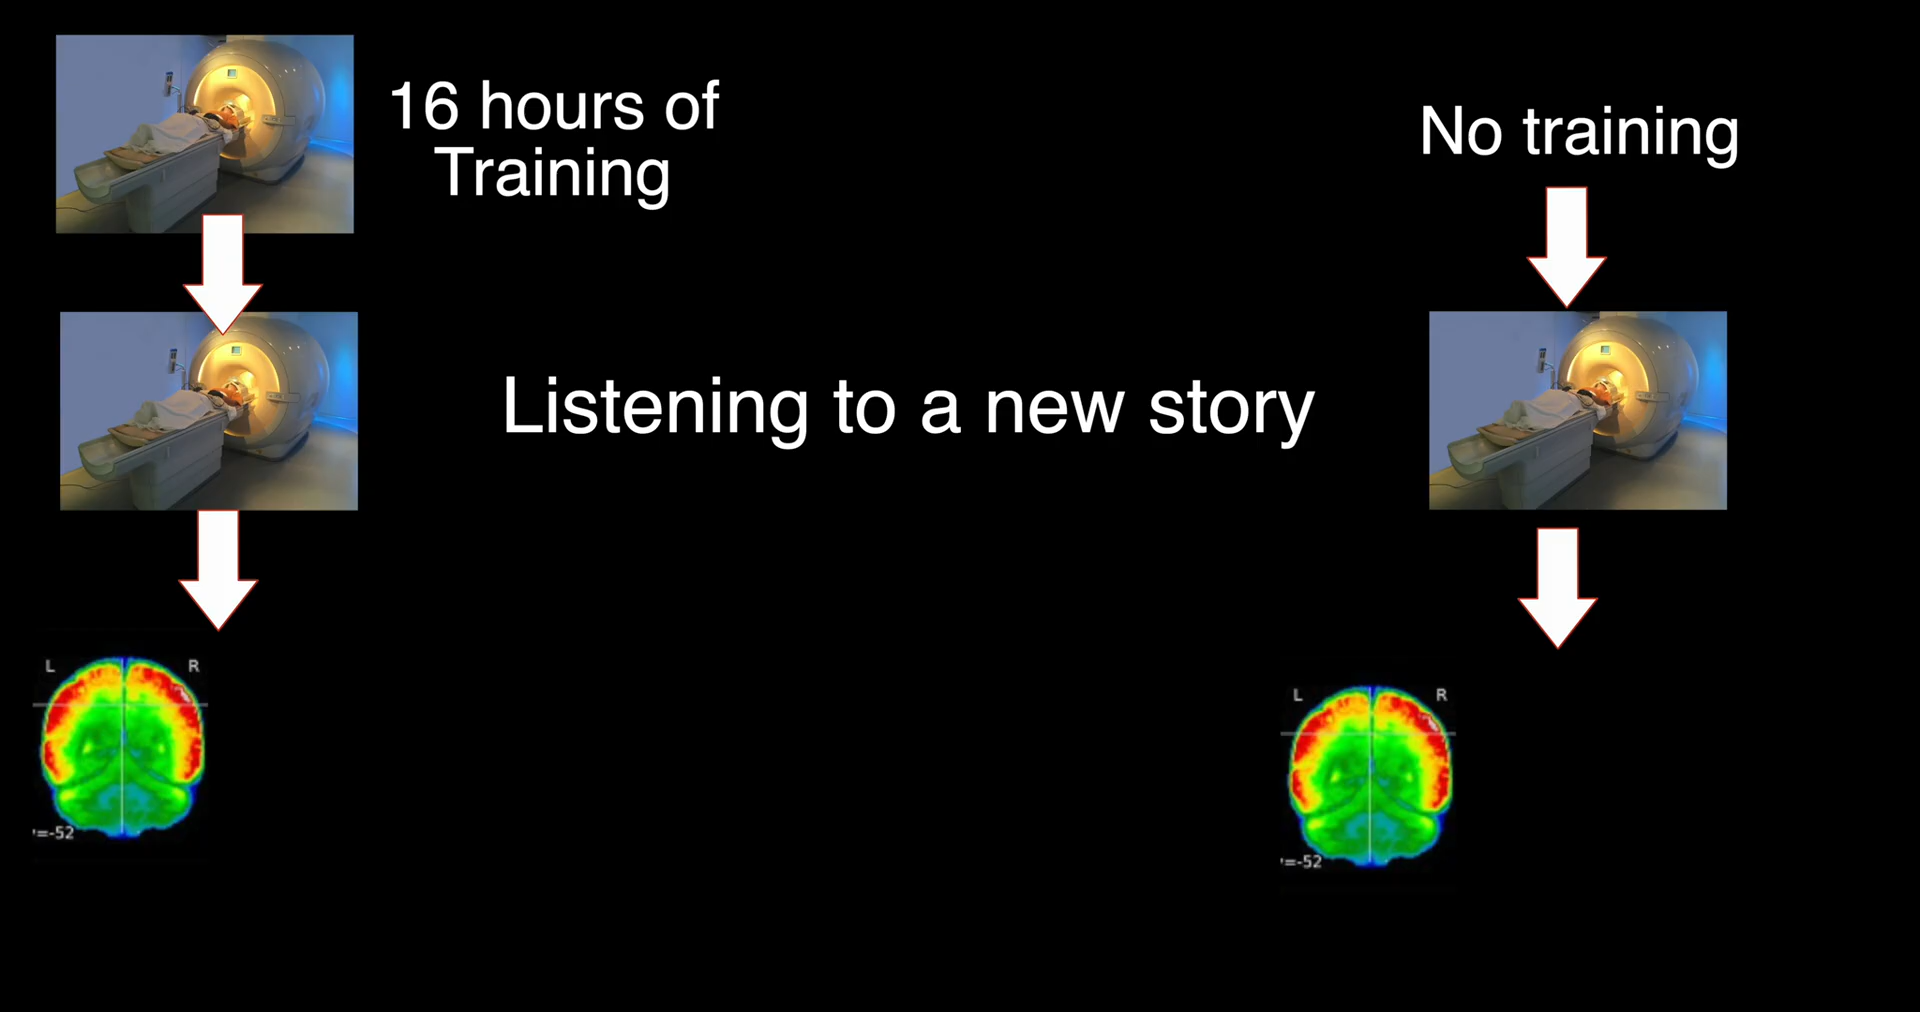 16 hours of
Training
No training
Listening to a new story
L R
=-52
L R
=-52